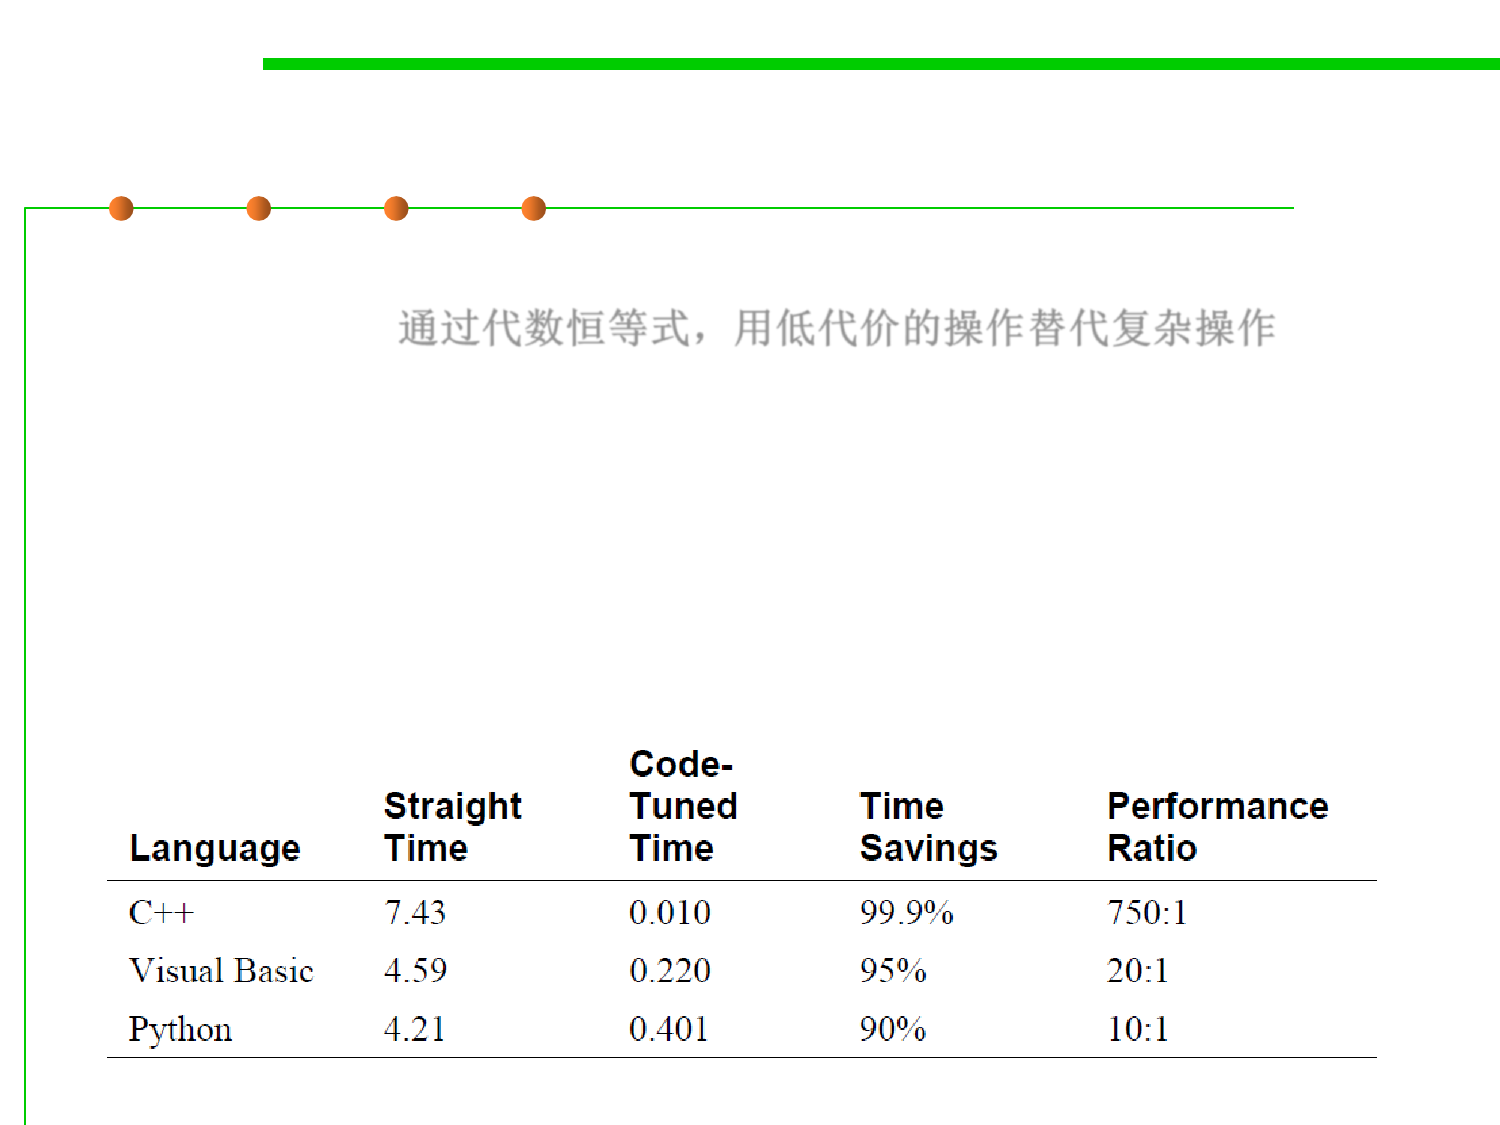 通过代数恒等式，用低代价的操作替代复杂操作
Language Straight Time Code-Tuned Time Time Savings Performance Ratio
C++ 7.43 0.010 99.9% 750:1
Visual Basic 4.59 0.220 95% 20:1
Python 4.21 0.401 90% 10:1